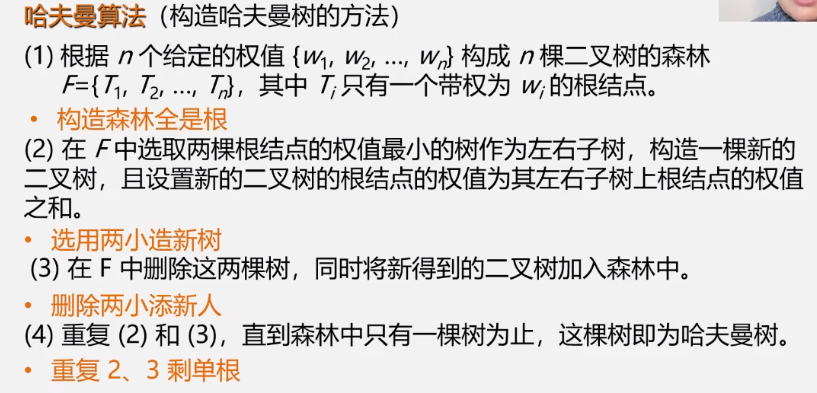 哈夫曼算法（构造哈夫曼树的方法）
(1) 根据 n 个给定的权值 {w1, w2, …, wn} 构成 n 棵二叉树的森林
F={T1, T2, …, Tn}，其中 Ti 只有一个带权为 wi 的根结点。
• 构造森林全是根
(2) 在 F 中选取两棵根结点的权值最小的树作为左右子树，构造一棵新的
二叉树，且设置新的二叉树的根结点的权值为其左右子树上根结点的权值
之和。
• 选用两小造新树
(3) 在 F 中删除这两棵树，同时将新得到的二叉树加入森林中。
• 删除两小添新人
(4) 重复 (2) 和 (3)，直到森林中只有一棵树为止，这棵树即为哈夫曼树。
• 重复 2、3 剩单根